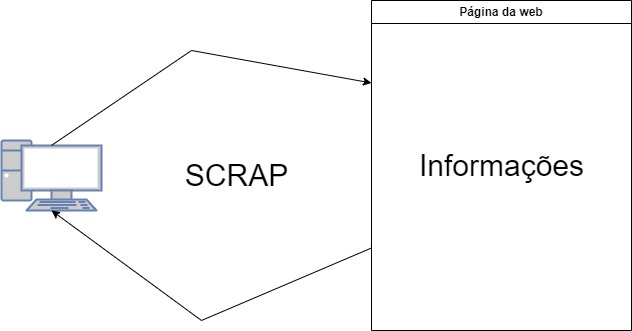 Página da web
SCRAP
Informações